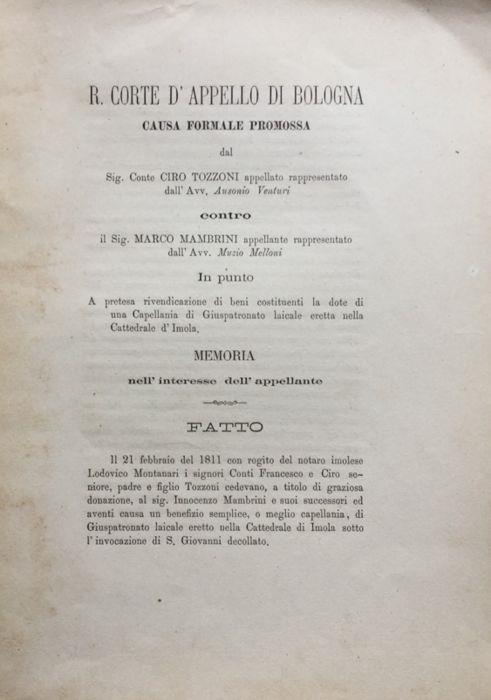 R. CORTE D' APPELLO DI BOLOGNA
CAUSA FORMALE PROMOSSA
dal
Sig. Conte CIRO TOZZONI appellato rappresentato
dall' Avv. Ausonio Venturi
contro
il Sig. MARCO MAMBRINI appellante rappresentato
dall' Avv. Muzio Melloni
In punto
A pretesa rivendicazione di beni costituenti la dote di
una Capellania di Giuspatronato laicale eretta nella
Cattedrale d' Imola.
MEMORIA
nell' interesse dell' appellante
FATTO
Il 21 febbraio del 1811 con rogito del notaro imolese
Lodovico Montanari i signori Conti Francesco e Ciro se-
niore, padre e figlio Tozzoni cedevano, a titolo di graziosa
donazione, al sig. Innocenzo Mambrini e suoi successori ed
aventi causa un benefizio semplice, o meglio capellania, di
Giuspatronato laicale eretto nella Cattedrale di Imola sotto
l' invocazione di S. Giovanni decollato.